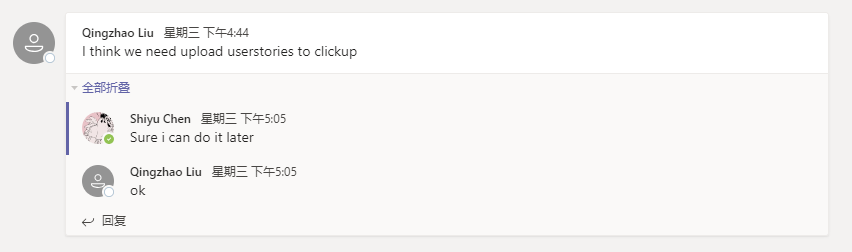 Qingzhao Liu 星期三 下午4:44
I think we need upload userstories to clickup
全部折叠
Shiyu Chen 星期三 下午5:05
Sure i can do it later
Qingzhao Liu 星期三 下午5:05
ok
回复